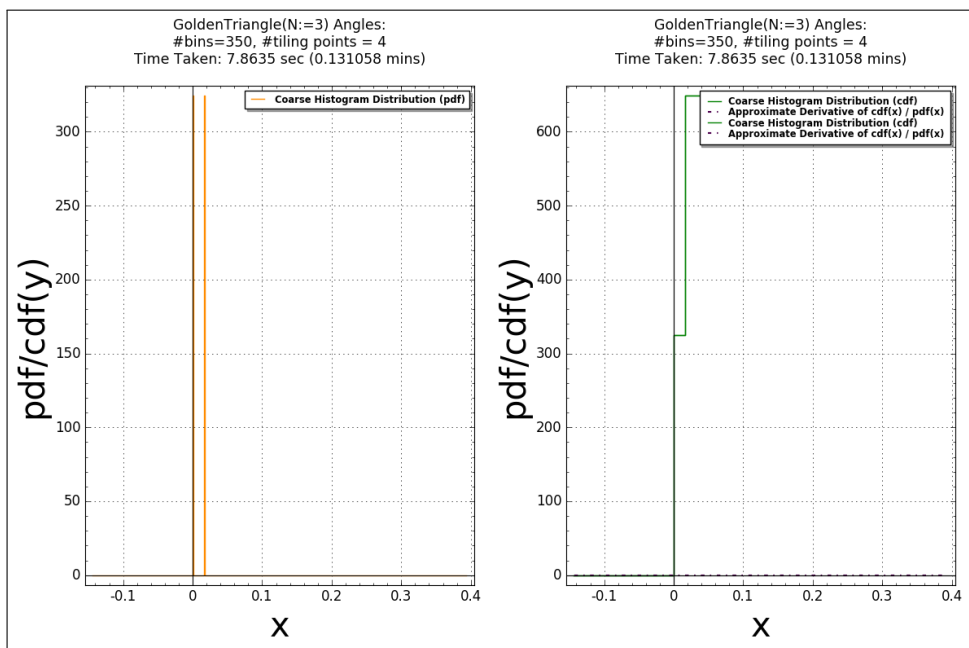 GoldenTriangle(N:=3) Angles:
#bins=350, #tiling points = 4
Time Taken: 7.8635 sec (0.131058 mins)
Coarse Histogram Distribution (pdf)
300
250
200
150
100
50
0
pdf/cdf(y)
-0.1
0
0.1
0.2
0.3
0.4
x
GoldenTriangle(N:=3) Angles:
#bins=350, #tiling points = 4
Time Taken: 7.8635 sec (0.131058 mins)
Coarse Histogram Distribution (cdf)
Approximate Derivative of cdf(x) / pdf(x)
Coarse Histogram Distribution (cdf)
Approximate Derivative of cdf(x) / pdf(x)
600
500
400
300
200
100
0
pdf/cdf(y)
-0.1
0
0.1
0.2
0.3
0.4
x